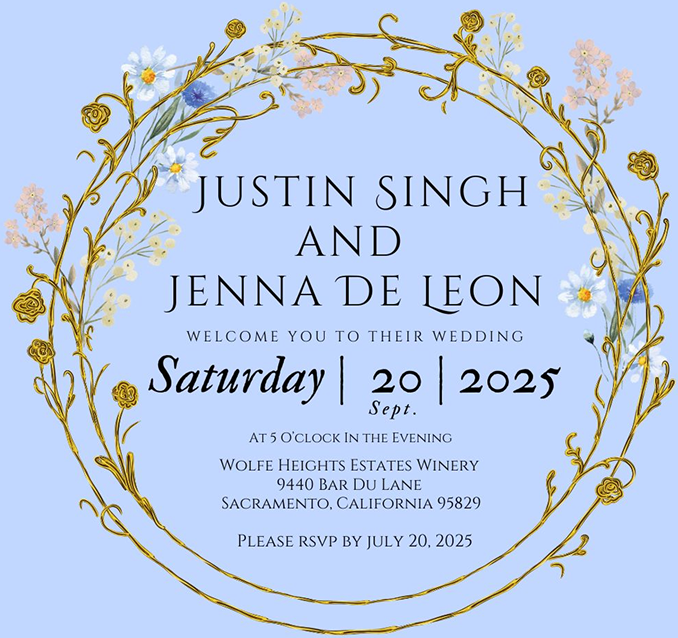 Justin Singh
and
Jenna De Leon
WELCOME YOU TO THEIR WEDDING
Saturday | 20 | 2025
Sept.
At 5 O'clock In the Evening
Wolfe Heights Estates Winery
9440 Bar Du Lane
Sacramento, California 95829
Please rsvp by july 20, 2025